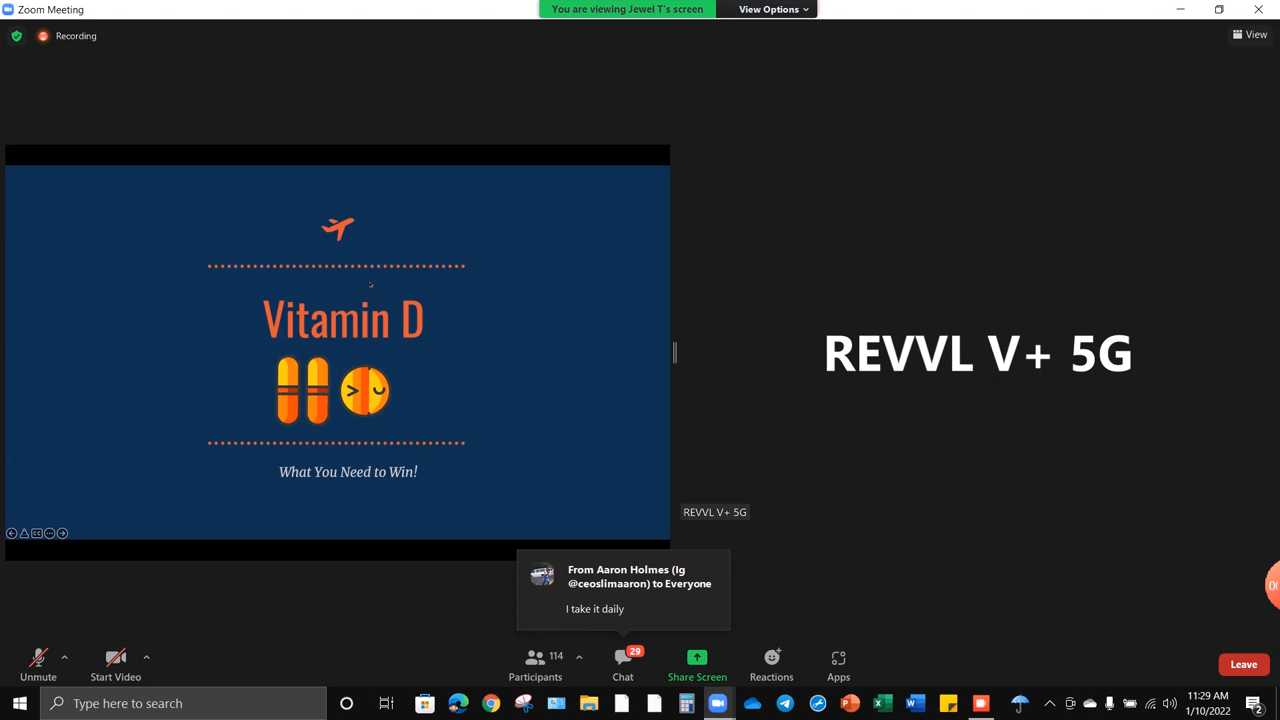 Zoom Meeting
You are viewing Jewel T's screen
View Options
Recording
View
Vitamin D
What You Need to Win!
REVVL V+ 5G
REVVL V+ 5G
From Aaron Holmes (Ig
@ceoslimaaron) to Everyone
I take it daily
Unmute
Start Video
114
Participants
29
Chat
Share Screen
Reactions
Apps
Leave
Type here to search
11:29 AM
1/10/2022
2